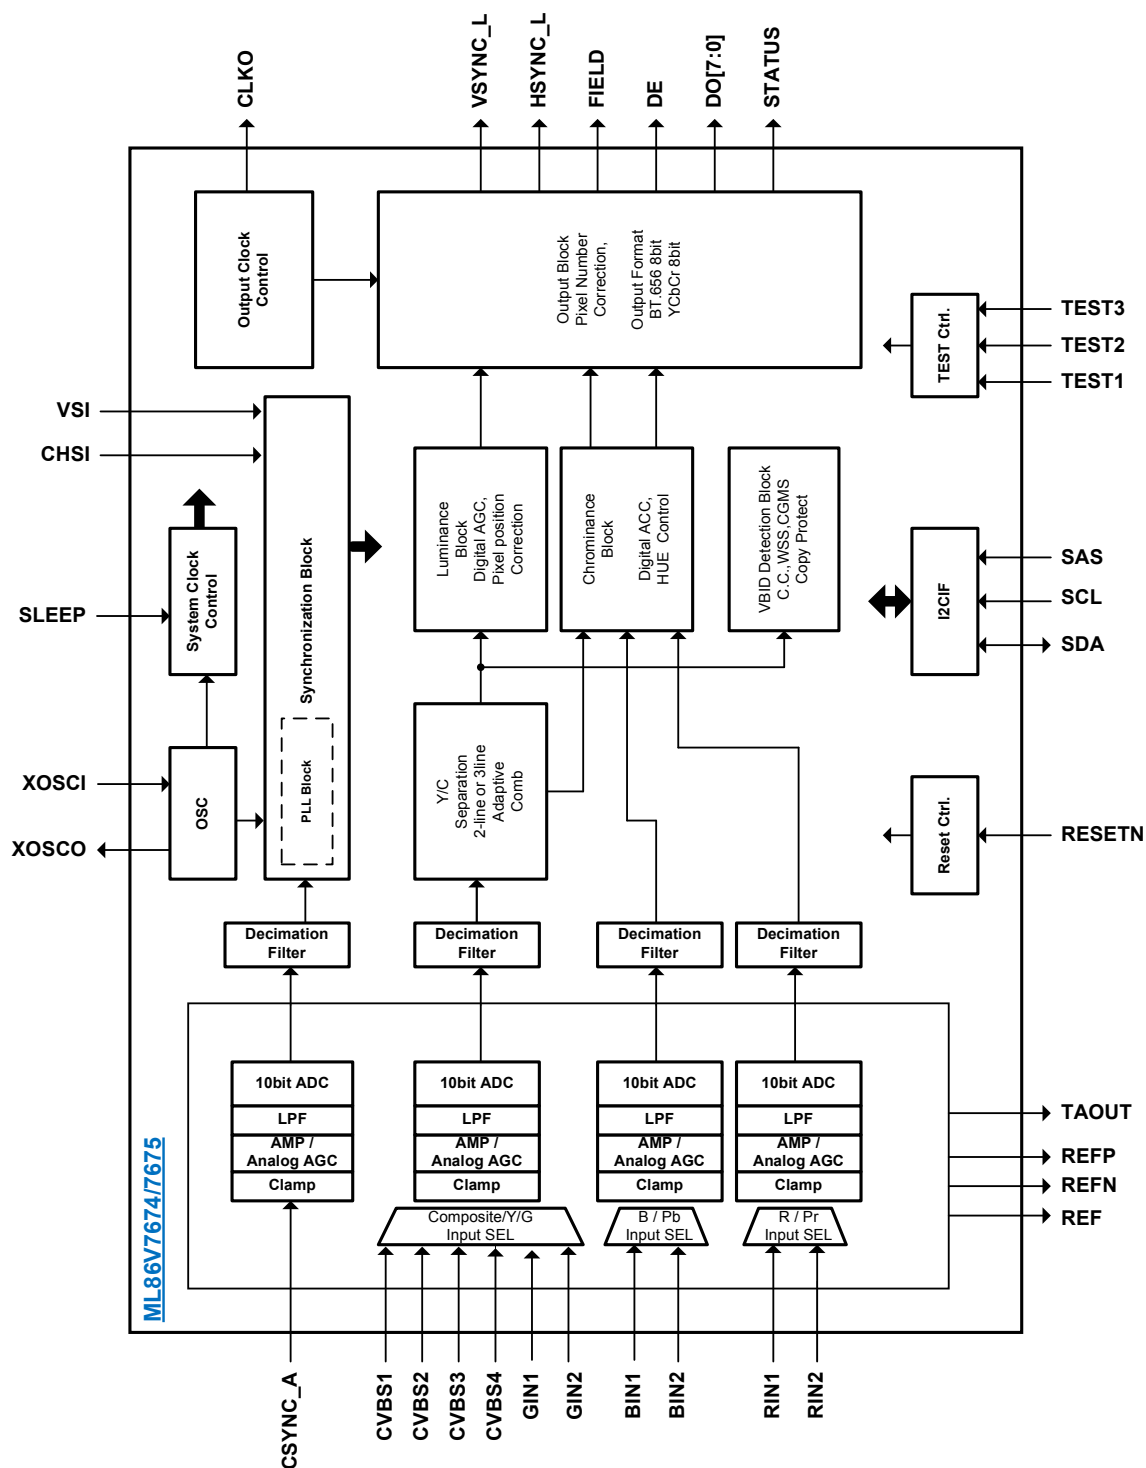 CLKO
VSYNC_L
HSYNC_L
FIELD
DE
DO[7:0]
STATUS
Output Clock
Control
Output Block
Pixel Number
Correction,
Output Format
BT.656 8bit
YCbCr 8bit
TEST Ctrl.
TEST3
TEST2
TEST1
VSI
CHSI
SLEEP
XOSCI
XOSCO
System Clock
Control
OSC
Synchronization Block
PLL Block
Luminance
Block
Digital AGC,
Pixel position
Correction
Chrominance
Block
Digital ACC,
HUE Control
VBID Detection Block
C.C.,WSS,CGMS
Copy Protect
I2CIF
SAS
SCL
SDA
Y/C
Separation
2-line or 3line
Adaptive
Comb
Reset Ctrl.
RESETN
Decimation
Filter
Decimation
Filter
Decimation
Filter
Decimation
Filter
10bit ADC
LPF
AMP /
Analog AGC
Clamp
10bit ADC
LPF
AMP /
Analog AGC
Clamp
10bit ADC
LPF
AMP /
Analog AGC
Clamp
10bit ADC
LPF
AMP /
Analog AGC
Clamp
Composite/Y/G
Input SEL
B / Pb
Input SEL
R / Pr
Input SEL
TAOUT
REFP
REFN
REF
ML86V7674/7675
CSYNC_A
CVBS1
CVBS2
CVBS3
CVBS4
GIN1
GIN2
BIN1
BIN2
RIN1
RIN2